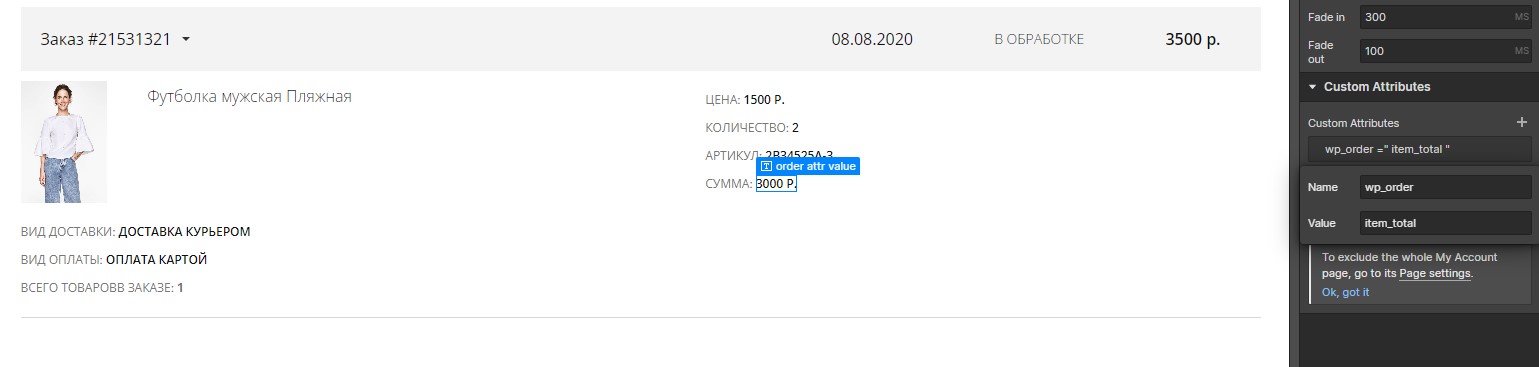 Заказ #21531321
08.08.2020
В ОБРАБОТКЕ
3500 р.
Футболка мужская Пляжная
ЦЕНА: 1500 Р.
КОЛИЧЕСТВО: 2
АРТИКУЛ: 2B34525A-3
order attr value
СУММА: 3000 Р.
ВИД ДОСТАВКИ: ДОСТАВКА КУРЬЕРОМ
ВИД ОПЛАТЫ: ОПЛАТА КАРТОЙ
ВСЕГО ТОВАРОВВ ЗАКАЗЕ: 1
Fade in 300 MS
Fade out 100 MS
Custom Attributes
Custom Attributes
wp_order =" item_total "
Name wp_order
Value item_total
To exclude the whole My Account
page, go to its Page settings.
Ok, got it